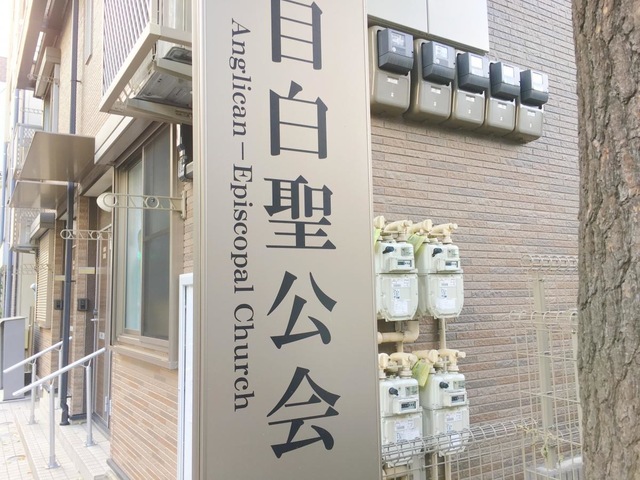 目白聖公会
Anglican-Episcopal Church